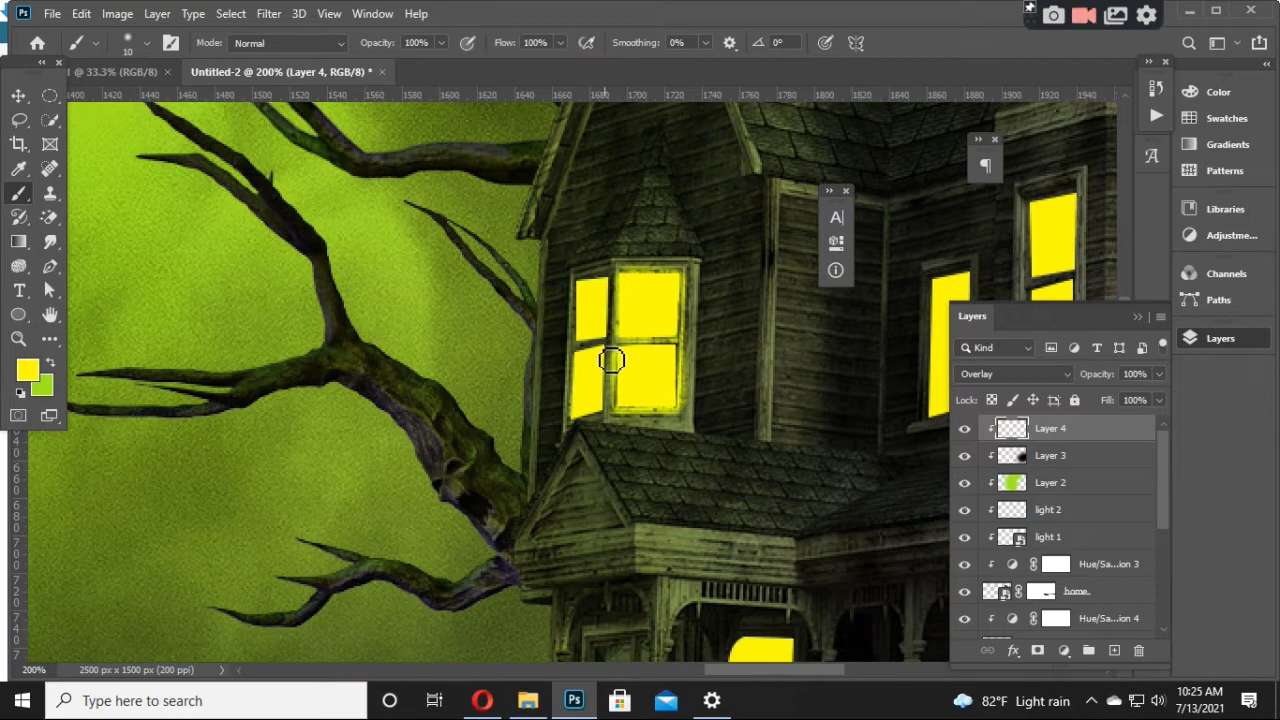 Ps File Edit Image Layer Type Select Filter 3D View Window Help
10 Mode: Normal Opacity: 100% Flow: 100% Smoothing: 0% 0°
@ 33.3% (RGB/8) × Untitled-2 @ 200% (Layer 4, RGB/8) * ×
1420 1440 1460 1480 1500 1520 1540 1560 1580 1600 1620 1640 1660 1680 1700 1720 1740 1760 1780 1800 1820 1840 1860 1880 1900 1920 1940
Color
Swatches
Gradients
Patterns
Libraries
Adjustme...
Channels
Paths
Layers
Layers
Kind
Overlay Opacity: 100%
Lock: Fill: 100%
Layer 4
Layer 3
Layer 2
light 2
light 1
Hue/Sa...ion 3
home
Hue/Sa...ion 4
fx
200% 2500 px x 1500 px (200 ppi)
Type here to search
Ps
82°F Light rain
10:25 AM
7/13/2021